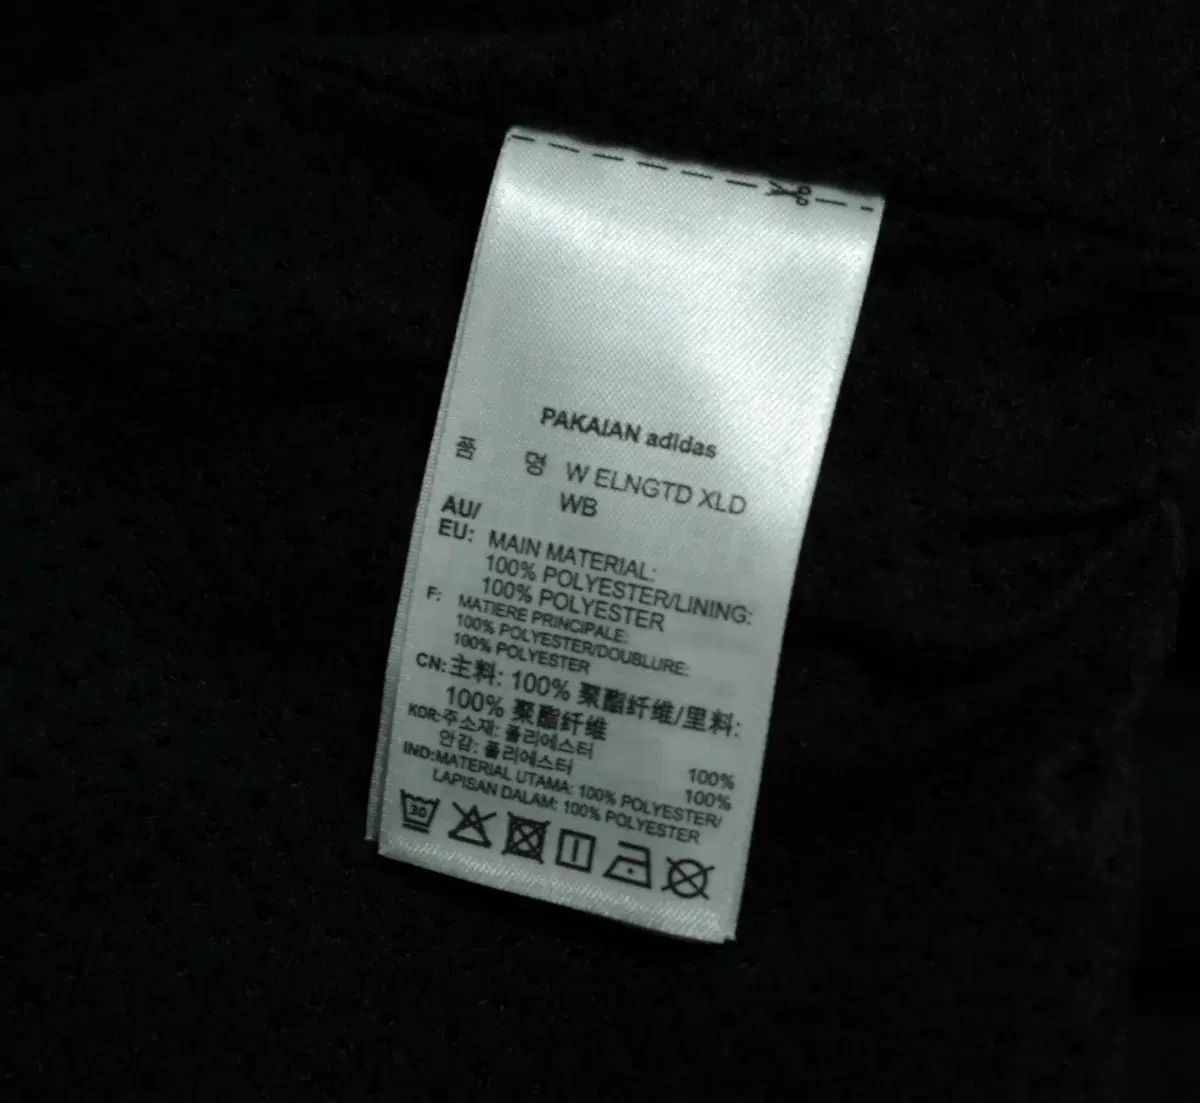 PAKAIAN adidas
품 명 W ELNGTD XLD
WB
AU/
EU: MAIN MATERIAL:
100% POLYESTER/LINING:
100% POLYESTER
F: MATIERE PRINCIPALE:
100% POLYESTER/DOUBLURE:
100% POLYESTER
CN: 主料: 100% 聚酯纤维/里料:
100% 聚酯纤维
KOR: 주소재: 폴리에스터 100%
안감: 폴리에스터 100%
IND: MATERIAL UTAMA: 100% POLYESTER/
LAPISAN DALAM: 100% POLYESTER
30